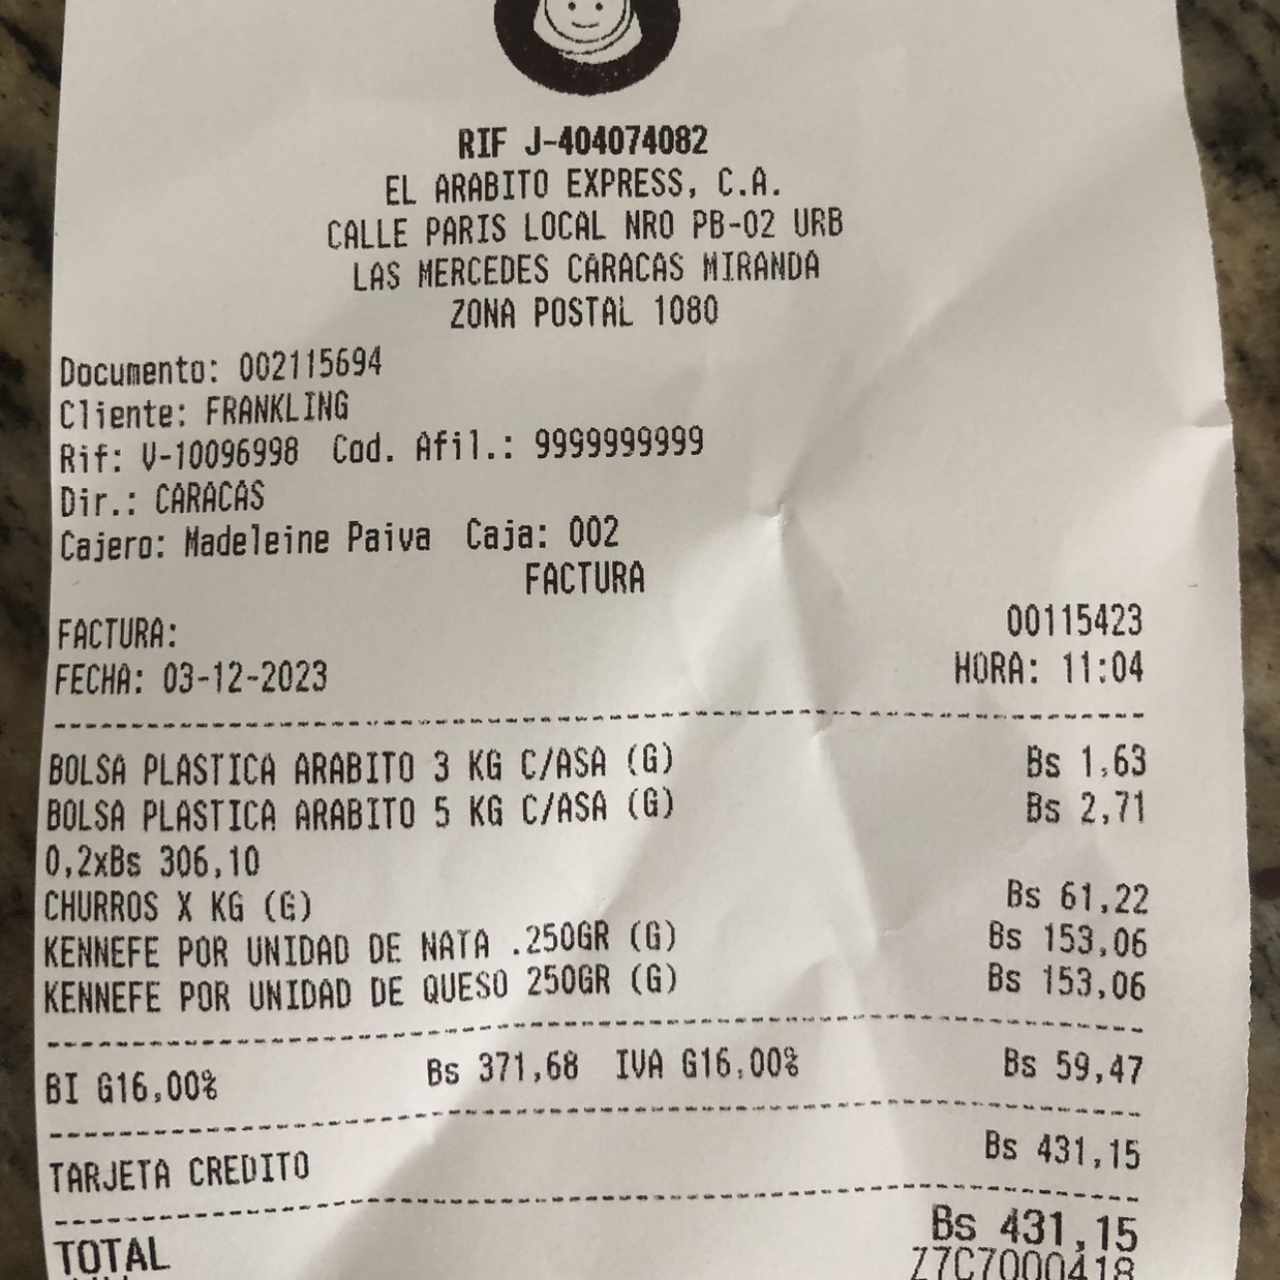 RIF J-404074082
EL ARABITO EXPRESS, C.A.
CALLE PARIS LOCAL NRO PB-02 URB
LAS MERCEDES CARACAS MIRANDA
ZONA POSTAL 1080
Documento: 002115694
Cliente: FRANKLING
Rif: V-10096998 Cod. Afil.: 9999999999
Dir.: CARACAS
Cajero: Madeleine Paiva Caja: 002
FACTURA
FACTURA: 00115423
FECHA: 03-12-2023 HORA: 11:04
BOLSA PLASTICA ARABITO 3 KG C/ASA (G) Bs 1,63
BOLSA PLASTICA ARABITO 5 KG C/ASA (G) Bs 2,71
0,2xBs 306,10
CHURROS X KG (G) Bs 61,22
KENNEFE POR UNIDAD DE NATA .250GR (G) Bs 153,06
KENNEFE POR UNIDAD DE QUESO 250GR (G) Bs 153,06
BI G16,00% Bs 371,68 IVA G16,00% Bs 59,47
TARJETA CREDITO Bs 431,15
TOTAL Bs 431,15
Z7C7000418